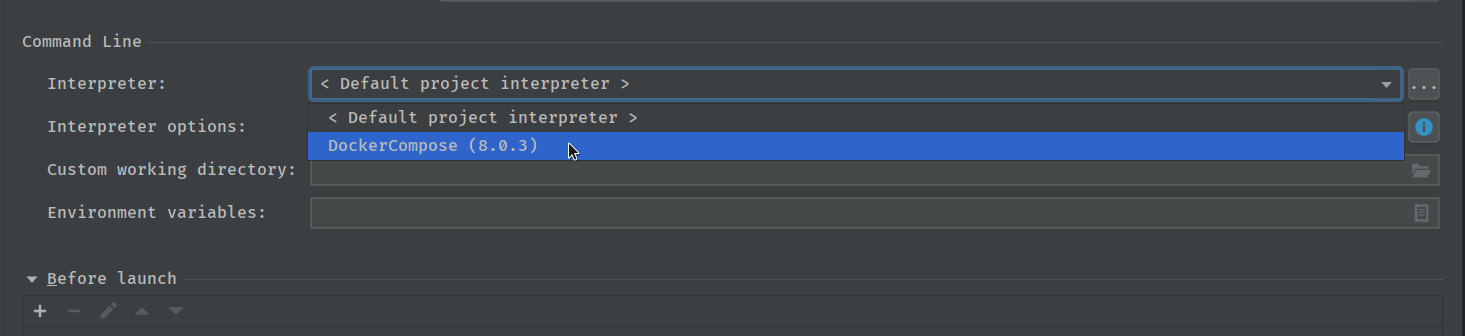 Command Line
Interpreter: < Default project interpreter > ...
< Default project interpreter >
Interpreter options:
DockerCompose (8.0.3)
Custom working directory:
Environment variables:
Before launch